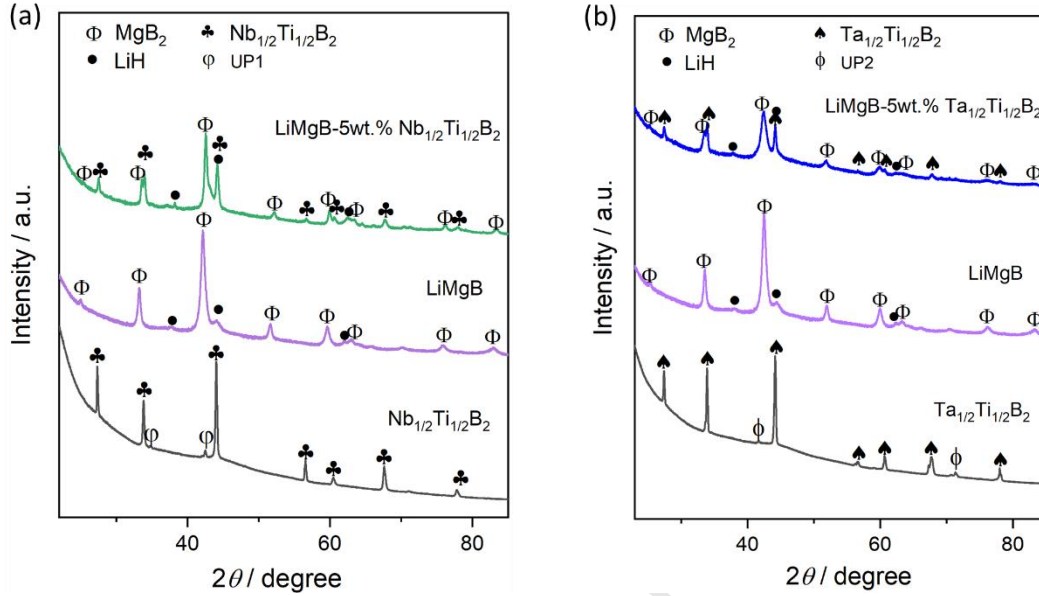 (a)
Φ MgB₂ ♣ Nb₁/₂Ti₁/₂B₂
● LiH φ UP1
LiMgB-5wt.% Nb₁/₂Ti₁/₂B₂
LiMgB
Nb₁/₂Ti₁/₂B₂
Intensity / a.u.
40 60 80
2θ / degree
(b)
Φ MgB₂ ♠ Ta₁/₂Ti₁/₂B₂
● LiH ϕ UP2
LiMgB-5wt.% Ta₁/₂Ti₁/₂B₂
LiMgB
Ta₁/₂Ti₁/₂B₂
Intensity / a.u.
40 60 80
2θ / degree